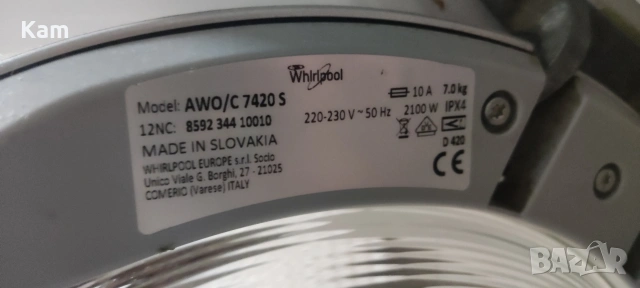 Kam
Whirlpool
Model: AWO/C 7420 S
12NC: 8592 344 10010
MADE IN SLOVAKIA
WHIRLPOOL EUROPE s.r.l. Socio
Unico Viale G. Borghi, 27 - 21025
COMERIO (Varese) ITALY
10 A 7.0 kg
220-230 V ~ 50 Hz 2100 W IPX4
D 420
CE
BAZAR